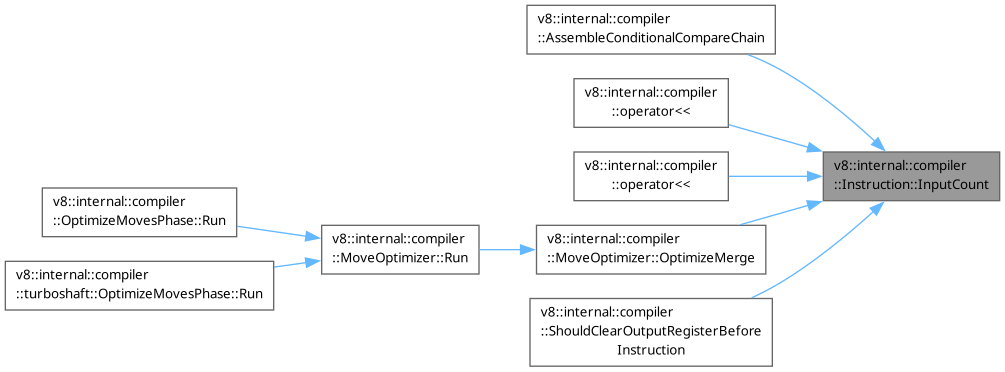 v8::internal::compiler
::AssembleConditionalCompareChain
v8::internal::compiler
::operator<<
v8::internal::compiler
::operator<<
v8::internal::compiler
::Instruction::InputCount
v8::internal::compiler
::OptimizeMovesPhase::Run
v8::internal::compiler
::turboshaft::OptimizeMovesPhase::Run
v8::internal::compiler
::MoveOptimizer::Run
v8::internal::compiler
::MoveOptimizer::OptimizeMerge
v8::internal::compiler
::ShouldClearOutputRegisterBefore
Instruction